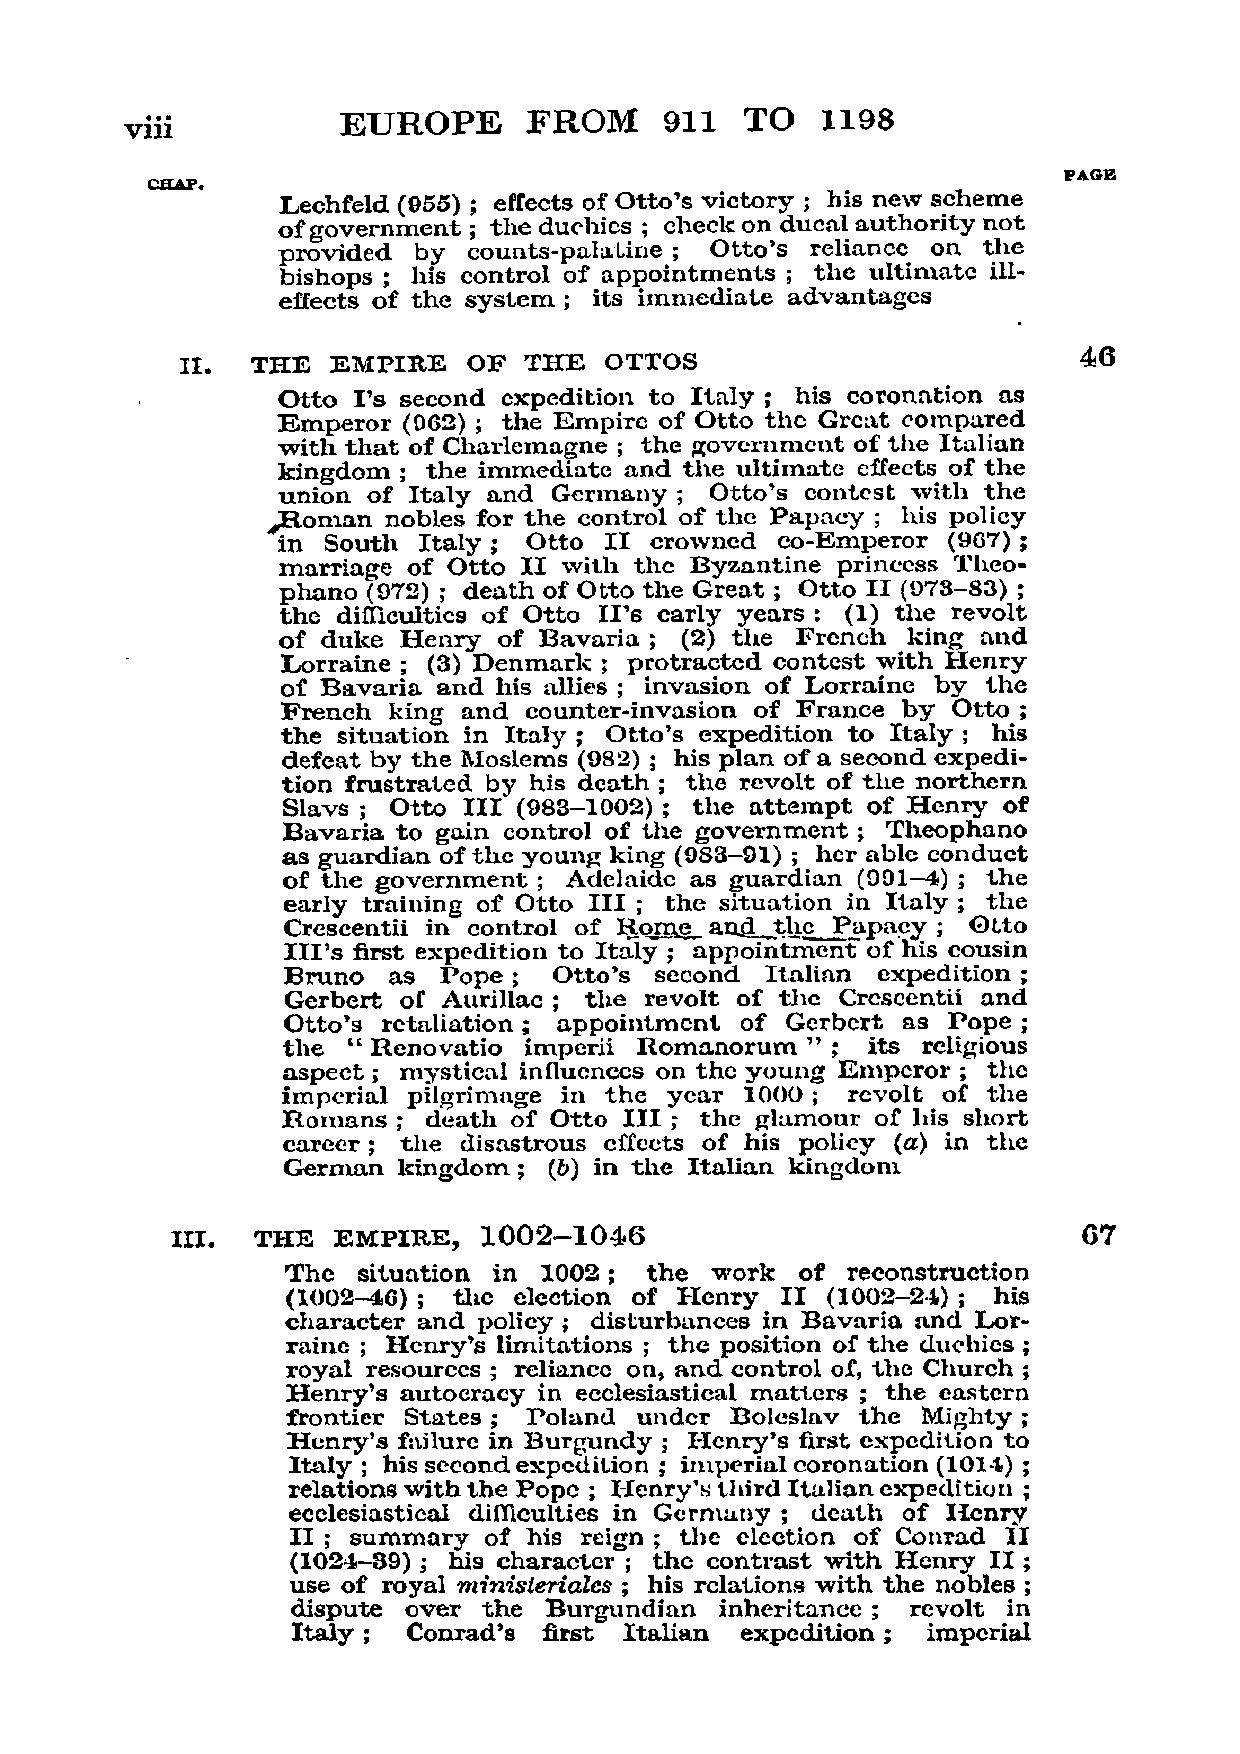 viii EUROPE FROM 911 TO 1198
CHAP. PAGE
Lechfeld (955) ; effects of Otto's victory ; his new scheme
of government ; the duchies ; check on ducal authority not
provided by counts-palatine ; Otto's reliance on the
bishops ; his control of appointments ; the ultimate ill-
effects of the system ; its immediate advantages
II. THE EMPIRE OF THE OTTOS 46
Otto I's second expedition to Italy ; his coronation as
Emperor (962) ; the Empire of Otto the Great compared
with that of Charlemagne ; the government of the Italian
kingdom ; the immediate and the ultimate effects of the
union of Italy and Germany ; Otto's contest with the
Roman nobles for the control of the Papacy ; his policy
in South Italy ; Otto II crowned co-Emperor (967) ;
marriage of Otto II with the Byzantine princess Theo-
phano (972) ; death of Otto the Great ; Otto II (973–83) ;
the difficulties of Otto II's early years : (1) the revolt
of duke Henry of Bavaria ; (2) the French king and
Lorraine ; (3) Denmark ; protracted contest with Henry
of Bavaria and his allies ; invasion of Lorraine by the
French king and counter-invasion of France by Otto ;
the situation in Italy ; Otto's expedition to Italy ; his
defeat by the Moslems (982) ; his plan of a second expedi-
tion frustrated by his death ; the revolt of the northern
Slavs ; Otto III (983–1002) ; the attempt of Henry of
Bavaria to gain control of the government ; Theophano
as guardian of the young king (983–91) ; her able conduct
of the government ; Adelaide as guardian (991–4) ; the
early training of Otto III ; the situation in Italy ; the
Crescentii in control of Rome and the Papacy ; Otto
III's first expedition to Italy ; appointment of his cousin
Bruno as Pope ; Otto's second Italian expedition ;
Gerbert of Aurillac ; the revolt of the Crescentii and
Otto's retaliation ; appointment of Gerbert as Pope ;
the " Renovatio imperii Romanorum " ; its religious
aspect ; mystical influences on the young Emperor ; the
imperial pilgrimage in the year 1000 ; revolt of the
Romans ; death of Otto III ; the glamour of his short
career ; the disastrous effects of his policy (a) in the
German kingdom ; (b) in the Italian kingdom
III. THE EMPIRE, 1002–1046 67
The situation in 1002 ; the work of reconstruction
(1002–46) ; the election of Henry II (1002–24) ; his
character and policy ; disturbances in Bavaria and Lor-
raine ; Henry's limitations ; the position of the duchies ;
royal resources ; reliance on, and control of, the Church ;
Henry's autocracy in ecclesiastical matters ; the eastern
frontier States ; Poland under Boleslav the Mighty ;
Henry's failure in Burgundy ; Henry's first expedition to
Italy ; his second expedition ; imperial coronation (1014) ;
relations with the Pope ; Henry's third Italian expedition ;
ecclesiastical difficulties in Germany ; death of Henry
II ; summary of his reign ; the election of Conrad II
(1024–39) ; his character ; the contrast with Henry II ;
use of royal ministeriales ; his relations with the nobles ;
dispute over the Burgundian inheritance ; revolt in
Italy ; Conrad's first Italian expedition ; imperial